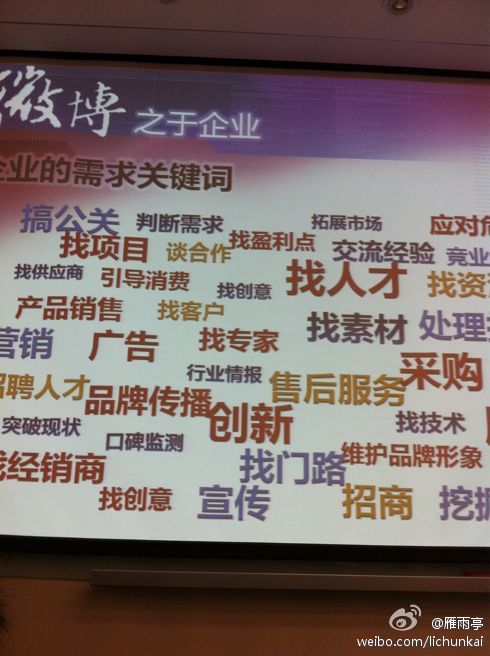 微博 之于企业
企业的需求关键词
搞公关 判断需求 拓展市场 应对危
找项目 谈合作 找盈利点 交流经验 竞业
找供应商 引导消费 找创意 找人才 找资
产品销售 找客户 找素材 处理
营销 广告 找专家
行业情报 采购
招聘人才 品牌传播 售后服务
突破现状 口碑监测 创新 找技术
找经销商 找门路 维护品牌形象
找创意 宣传 招商 挖掘
@雁雨亭
weibo.com/lichunkai